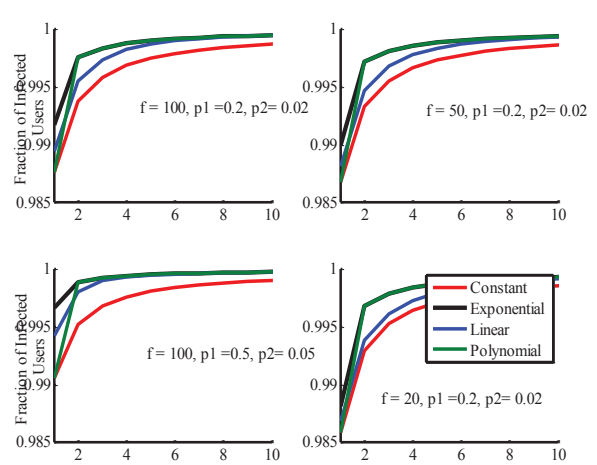 1
0.995
0.99
0.985
2 4 6 8 10
Fraction of Infected
Users
f = 100, p1 =0.2, p2= 0.02
1
0.995
0.99
0.985
2 4 6 8 10
f = 50, p1 =0.2, p2= 0.02
1
0.995
0.99
0.985
2 4 6 8 10
Fraction of Infected
Users
f = 100, p1 =0.5, p2= 0.05
1
0.995
0.99
0.985
2 4 6 8 10
Constant
Exponential
Linear
Polynomial
f = 20, p1 =0.2, p2= 0.02